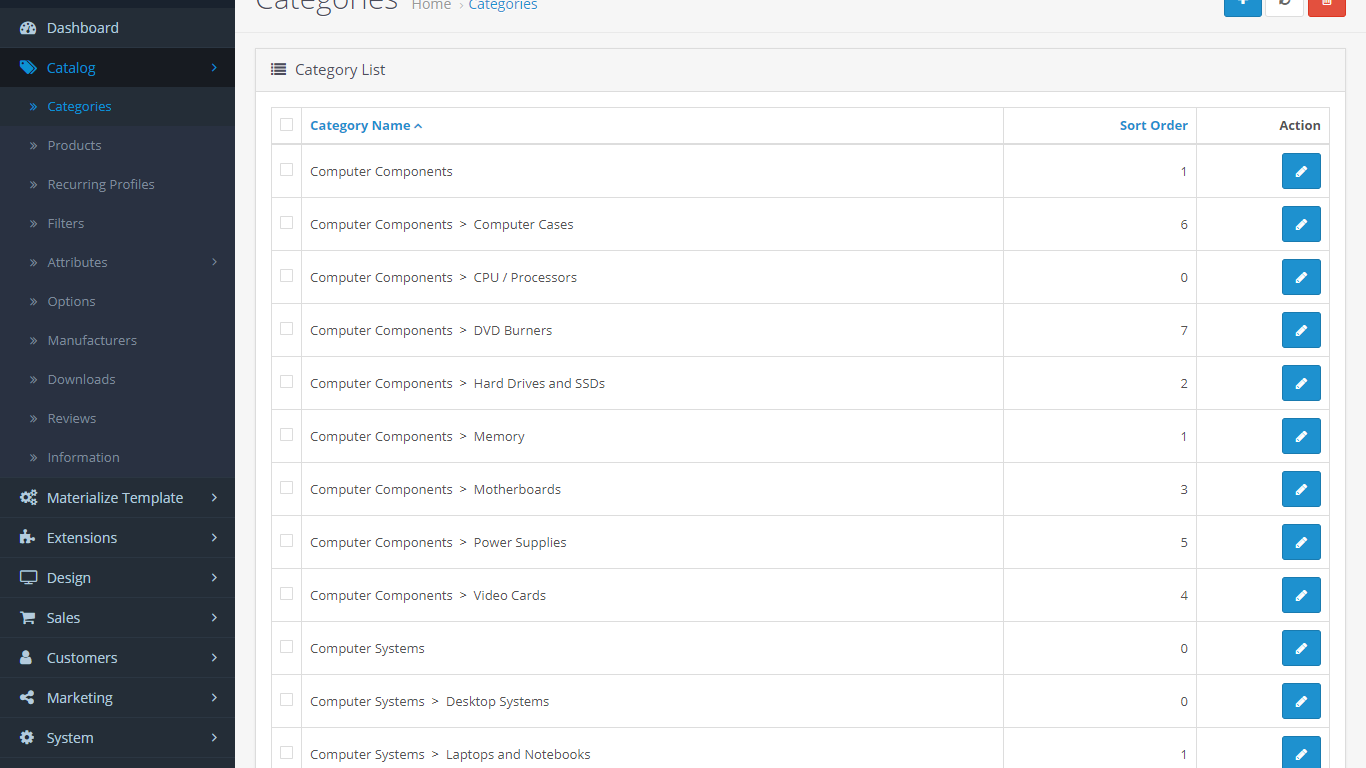 Categories Home › Categories
Dashboard
Catalog
Categories
Products
Recurring Profiles
Filters
Attributes
Options
Manufacturers
Downloads
Reviews
Information
Materialize Template
Extensions
Design
Sales
Customers
Marketing
System
Category List
Category Name Sort Order Action
Computer Components 1
Computer Components > Computer Cases 6
Computer Components > CPU / Processors 0
Computer Components > DVD Burners 7
Computer Components > Hard Drives and SSDs 2
Computer Components > Memory 1
Computer Components > Motherboards 3
Computer Components > Power Supplies 5
Computer Components > Video Cards 4
Computer Systems 0
Computer Systems > Desktop Systems 0
Computer Systems > Laptops and Notebooks 1